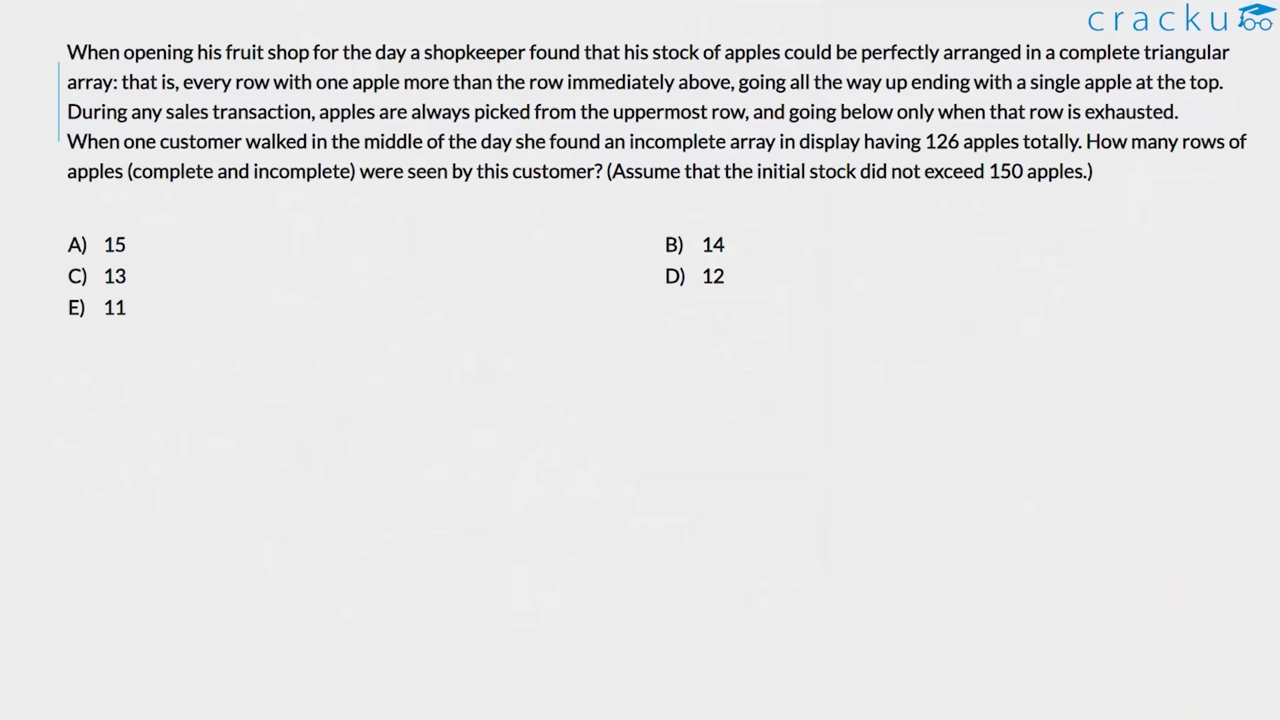 cracku
When opening his fruit shop for the day a shopkeeper found that his stock of apples could be perfectly arranged in a complete triangular
array: that is, every row with one apple more than the row immediately above, going all the way up ending with a single apple at the top.
During any sales transaction, apples are always picked from the uppermost row, and going below only when that row is exhausted.
When one customer walked in the middle of the day she found an incomplete array in display having 126 apples totally. How many rows of
apples (complete and incomplete) were seen by this customer? (Assume that the initial stock did not exceed 150 apples.)
A) 15 B) 14
C) 13 D) 12
E) 11